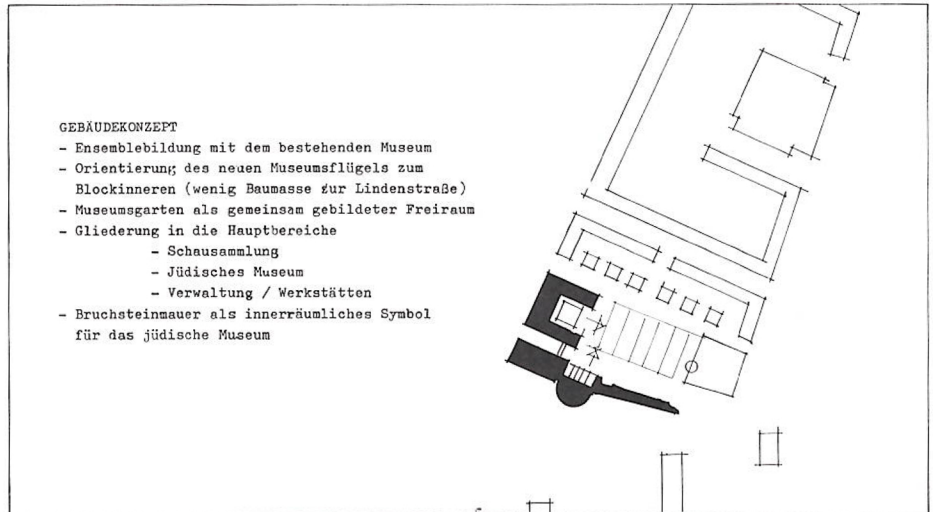 GEBÄUDEKONZEPT
- Ensemblebildung mit dem bestehenden Museum
- Orientierung des neuen Museumsflügels zum
Blockinneren (wenig Baumasse zur Lindenstraße)
- Museumsgarten als gemeinsam gebildeter Freiraum
- Gliederung in die Hauptbereiche
- Schausammlung
- Jüdisches Museum
- Verwaltung / Werkstätten
- Bruchsteinmauer als innerräumliches Symbol
für das jüdische Museum